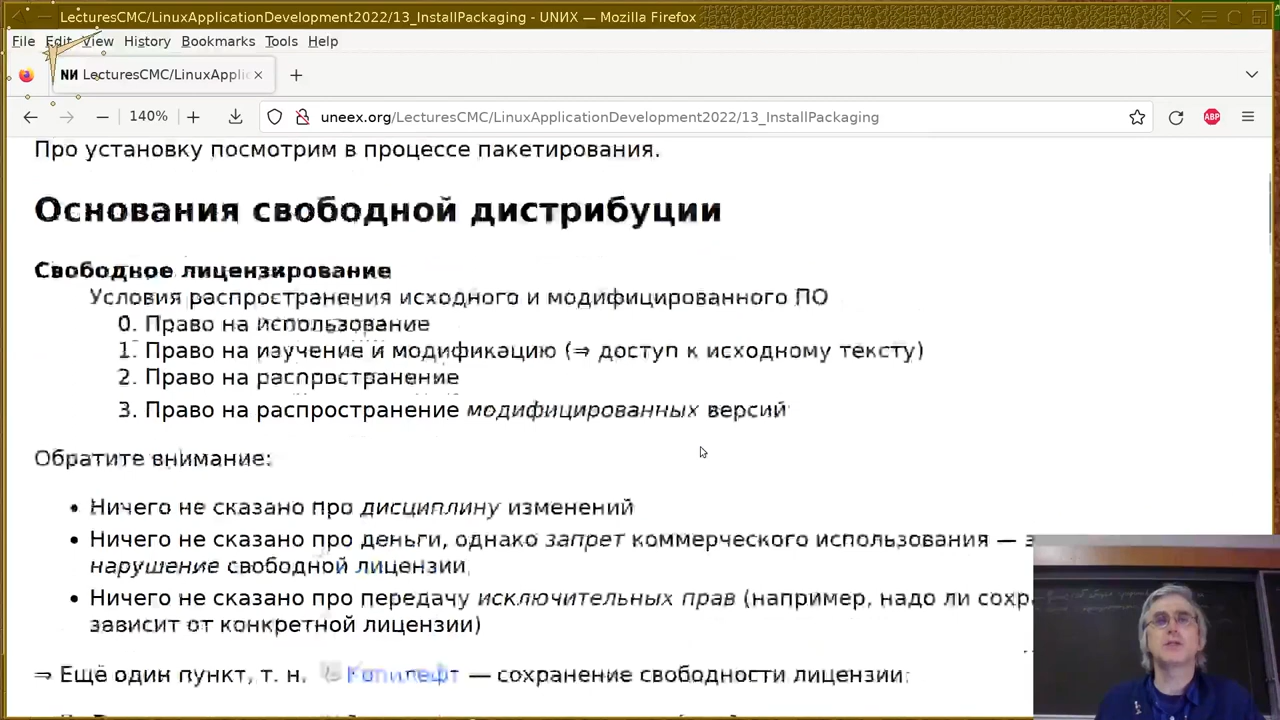 LecturesCMC/LinuxApplicationDevelopment2022/13_InstallPackaging - UNИX — Mozilla Firefox
File Edit View History Bookmarks Tools Help
NИ LecturesCMC/LinuxAppli
140% uneex.org/LecturesCMC/LinuxApplicationDevelopment2022/13_InstallPackaging ABP
Про установку посмотрим в процессе пакетирования.
Основания свободной дистрибуции
Свободное лицензирование
Условия распространения исходного и модифицированного ПО
0. Право на использование
1. Право на изучение и модификацию (⇒ доступ к исходному тексту)
2. Право на распространение
3. Право на распространение модифицированных версий
Обратите внимание:
• Ничего не сказано про дисциплину изменений
• Ничего не сказано про деньги, однако запрет коммерческого использования —
нарушение свободной лицензии
• Ничего не сказано про передачу исключительных прав (например, надо ли
зависит от конкретной лицензии)
⇒ Ещё один пункт, т. н. Копилефт — сохранение свободности лицензии: